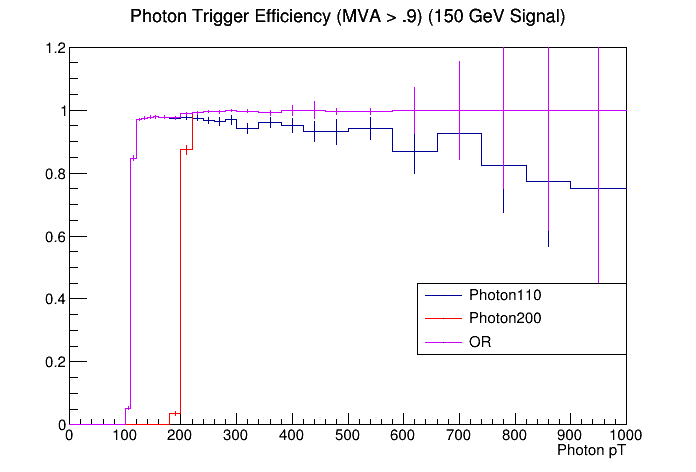 Photon Trigger Efficiency (MVA > .9) (150 GeV Signal)
1.2
1
0.8
0.6
0.4
0.2
0
Photon110
Photon200
OR
0 100 200 300 400 500 600 700 800 900 1000
Photon pT